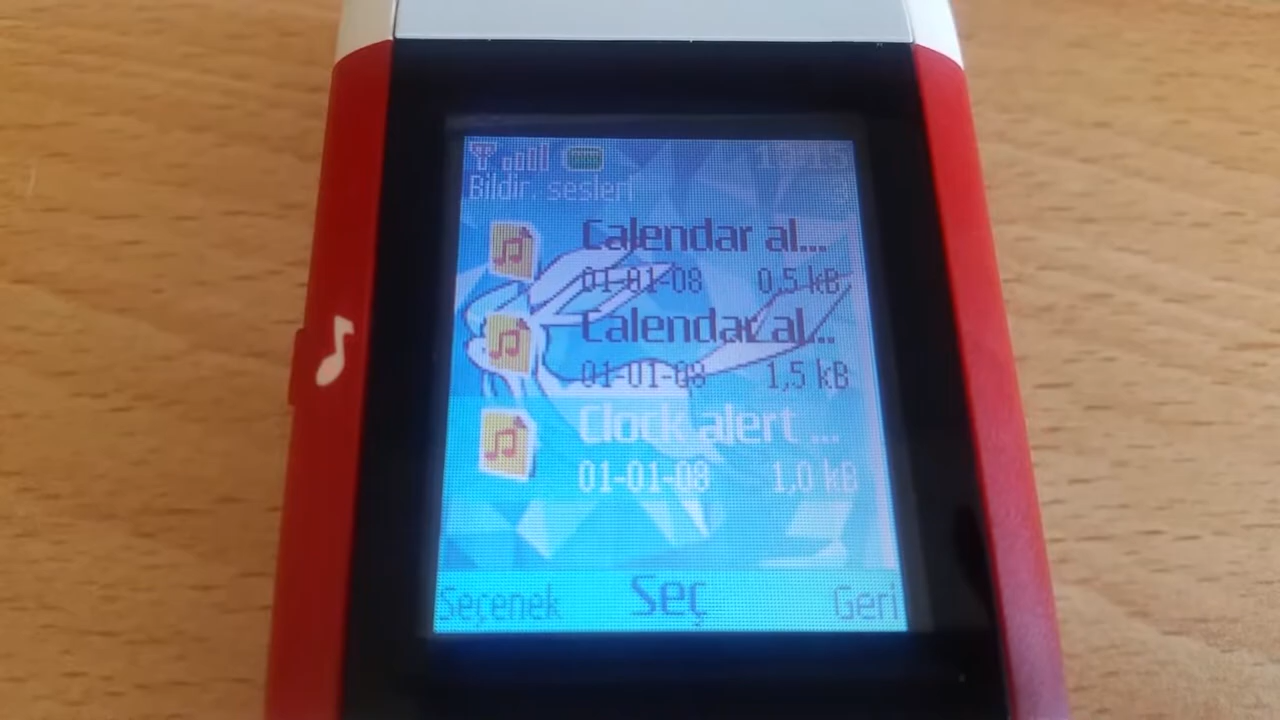 Bildir. sesleri
3
Calendar al...
01-01-08 0,5 kB
Calendar al...
01-01-08 1,5 kB
Clock alert ...
01-01-08 1,0 kB
Seçenek Seç Geri